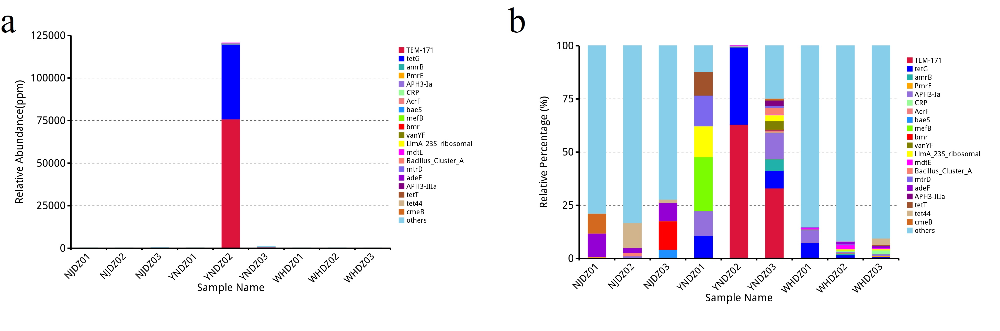 a
125000
100000
75000
50000
25000
0
Relative Abundance(ppm)
NJDZ01
NJDZ02
NJDZ03
YNDZ01
YNDZ02
YNDZ03
WHDZ01
WHDZ02
WHDZ03
Sample Name
TEM-171
tetG
amrB
PmrE
APH3-Ia
CRP
AcrF
baeS
mefB
bmr
vanYF
LlmA_23S_ribosomal
mdtE
Bacillus_Cluster_A
mtrD
adeF
APH3-IIIa
tetT
tet44
cmeB
others
b
100
75
50
25
0
Relative Percentage (%)
NJDZ01
NJDZ02
NJDZ03
YNDZ01
YNDZ02
YNDZ03
WHDZ01
WHDZ02
WHDZ03
Sample Name
TEM-171
tetG
amrB
PmrE
APH3-Ia
CRP
AcrF
baeS
mefB
bmr
vanYF
LlmA_23S_ribosomal
mdtE
Bacillus_Cluster_A
mtrD
adeF
APH3-IIIa
tetT
tet44
cmeB
others